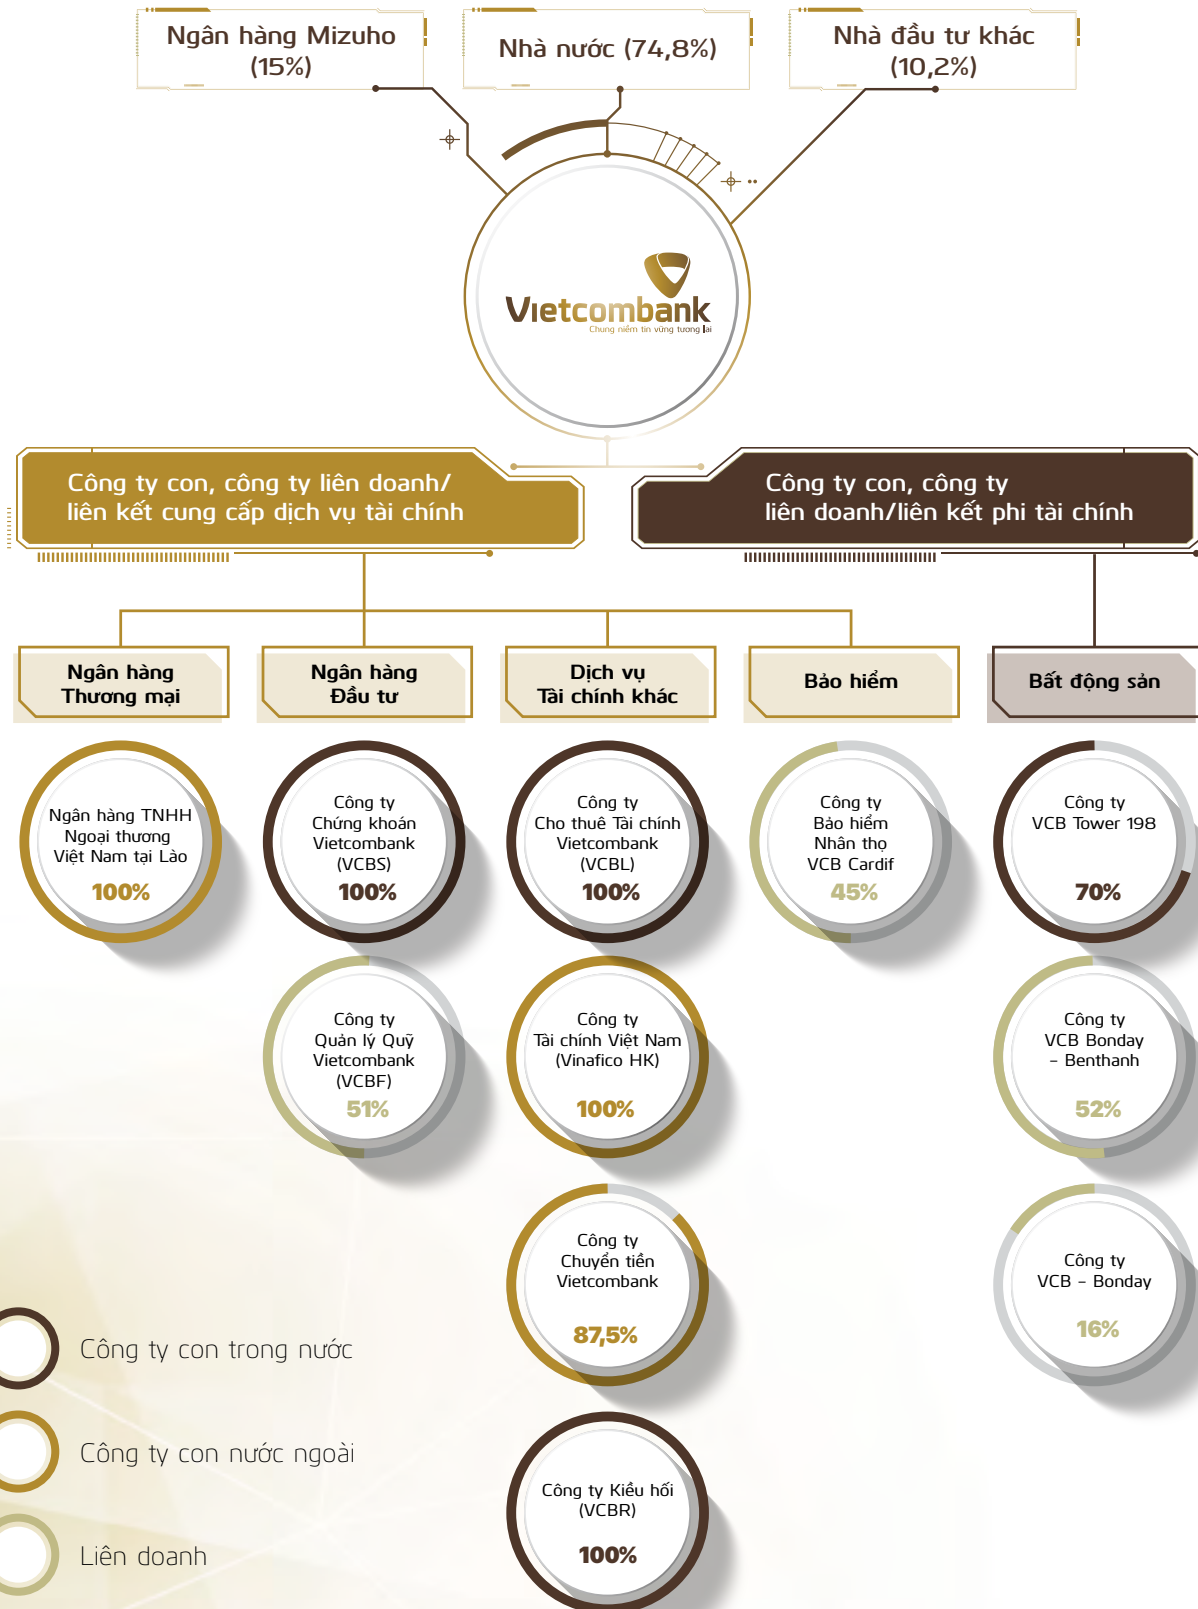 Ngân hàng Mizuho
(15%)
Nhà nước (74,8%)
Nhà đầu tư khác
(10,2%)
Vietcombank
Chung niềm tin vững tương lai
Công ty con, công ty liên doanh/
liên kết cung cấp dịch vụ tài chính
Công ty con, công ty
liên doanh/liên kết phi tài chính
Ngân hàng
Thương mại
Ngân hàng
Đầu tư
Dịch vụ
Tài chính khác
Bảo hiểm
Bất động sản
Ngân hàng TNHH
Ngoại thương
Việt Nam tại Lào
100%
Công ty
Chứng khoán
Vietcombank
(VCBS)
100%
Công ty
Cho thuê Tài chính
Vietcombank
(VCBL)
100%
Công ty
Bảo hiểm
Nhân thọ
VCB Cardif
45%
Công ty
VCB Tower 198
70%
Công ty
Quản lý Quỹ
Vietcombank
(VCBF)
51%
Công ty
Tài chính Việt Nam
(Vinafico HK)
100%
Công ty
VCB Bonday
- Benthanh
52%
Công ty
Chuyển tiền
Vietcombank
87,5%
Công ty
VCB - Bonday
16%
Công ty Kiều hối
(VCBR)
100%
Công ty con trong nước
Công ty con nước ngoài
Liên doanh